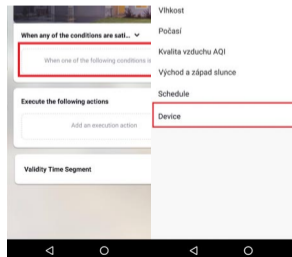 When any of the conditions are sati...
When one of the following conditions is
Execute the following actions
Add an execution action
Validity Time Segment
Vlhkost
Počasí
Kvalita vzduchu AQI
Východ a západ slunce
Schedule
Device